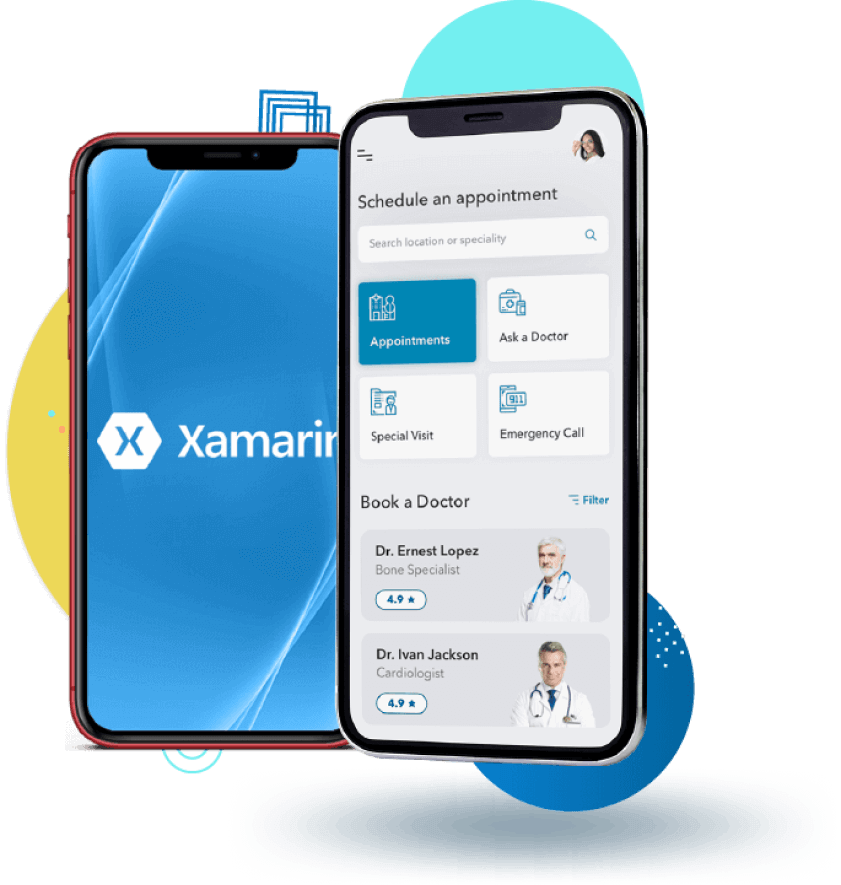 Xamarin
Schedule an appointment
Search location or speciality
Appointments
Ask a Doctor
Special Visit
911
Emergency Call
Book a Doctor
Filter
Dr. Ernest Lopez
Bone Specialist
4.9 ★
Dr. Ivan Jackson
Cardiologist
4.9 ★